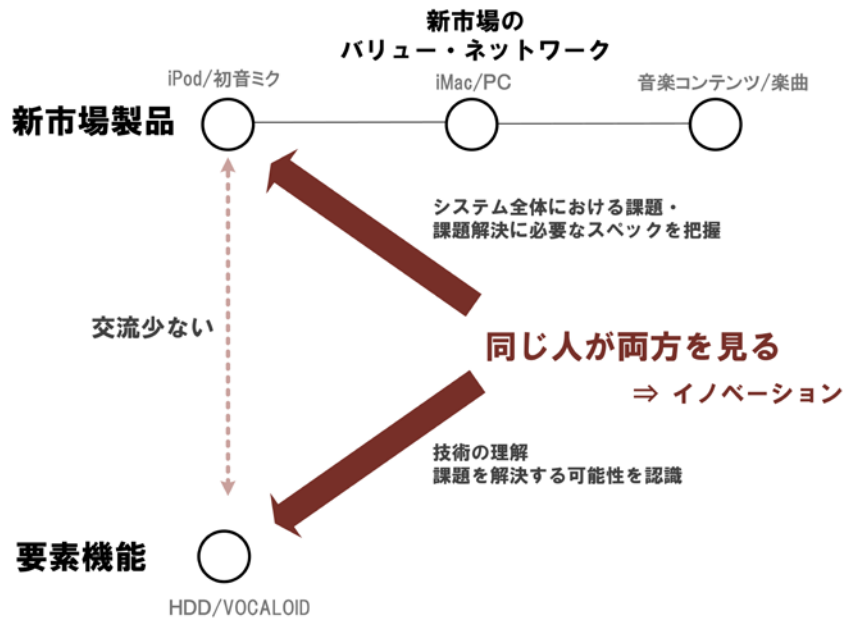 新市場の
バリュー・ネットワーク
iPod/初音ミク
iMac/PC
音楽コンテンツ/楽曲
新市場製品
システム全体における課題・
課題解決に必要なスペックを把握
交流少ない
同じ人が両方を見る
⇒ イノベーション
技術の理解
課題を解決する可能性を認識
要素機能
HDD/VOCALOID